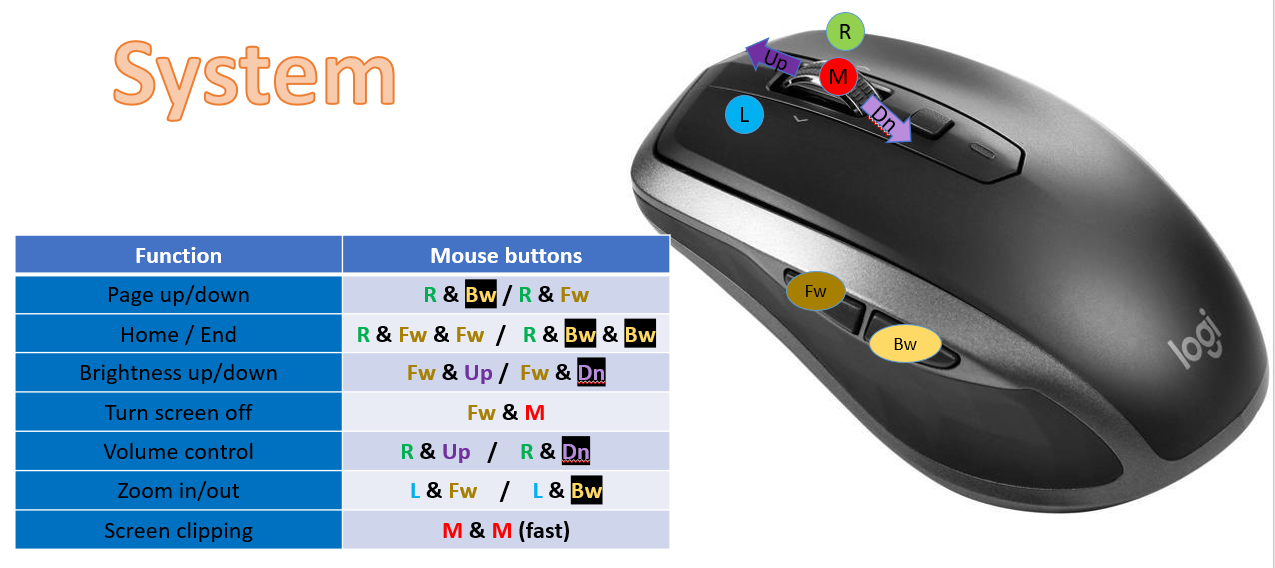 System
R
Up
M
L
Dn
Function Mouse buttons
Page up/down R & Bw / R & Fw
Home / End R & Fw & Fw / R & Bw & Bw
Brightness up/down Fw & Up / Fw & Dn
Turn screen off Fw & M
Volume control R & Up / R & Dn
Zoom in/out L & Fw / L & Bw
Screen clipping M & M (fast)
Fw
Bw
logi